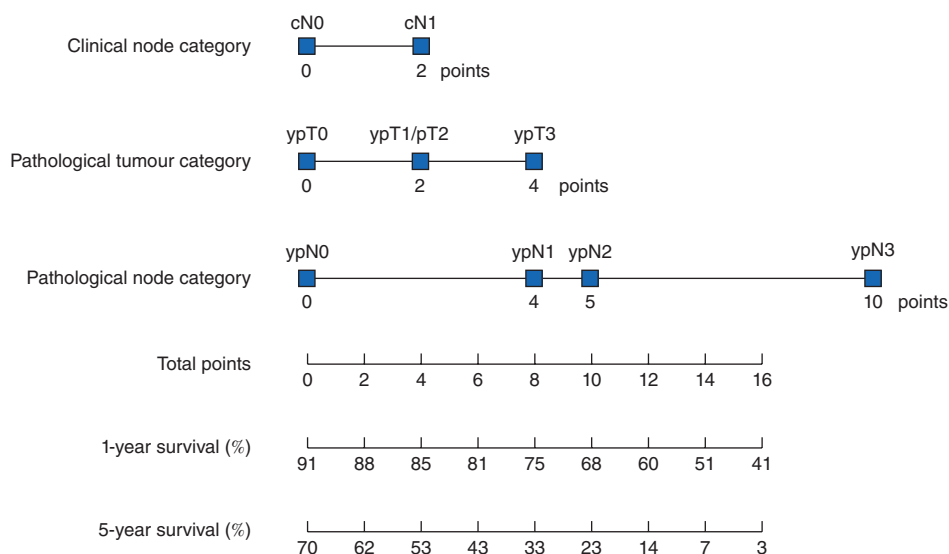 cN0 cN1
Clinical node category
0 2 points
ypT0 ypT1/pT2 ypT3
Pathological tumour category
0 2 4 points
ypN0 ypN1 ypN2 ypN3
Pathological node category
0 4 5 10 points
Total points
0 2 4 6 8 10 12 14 16
1-year survival (%)
91 88 85 81 75 68 60 51 41
5-year survival (%)
70 62 53 43 33 23 14 7 3